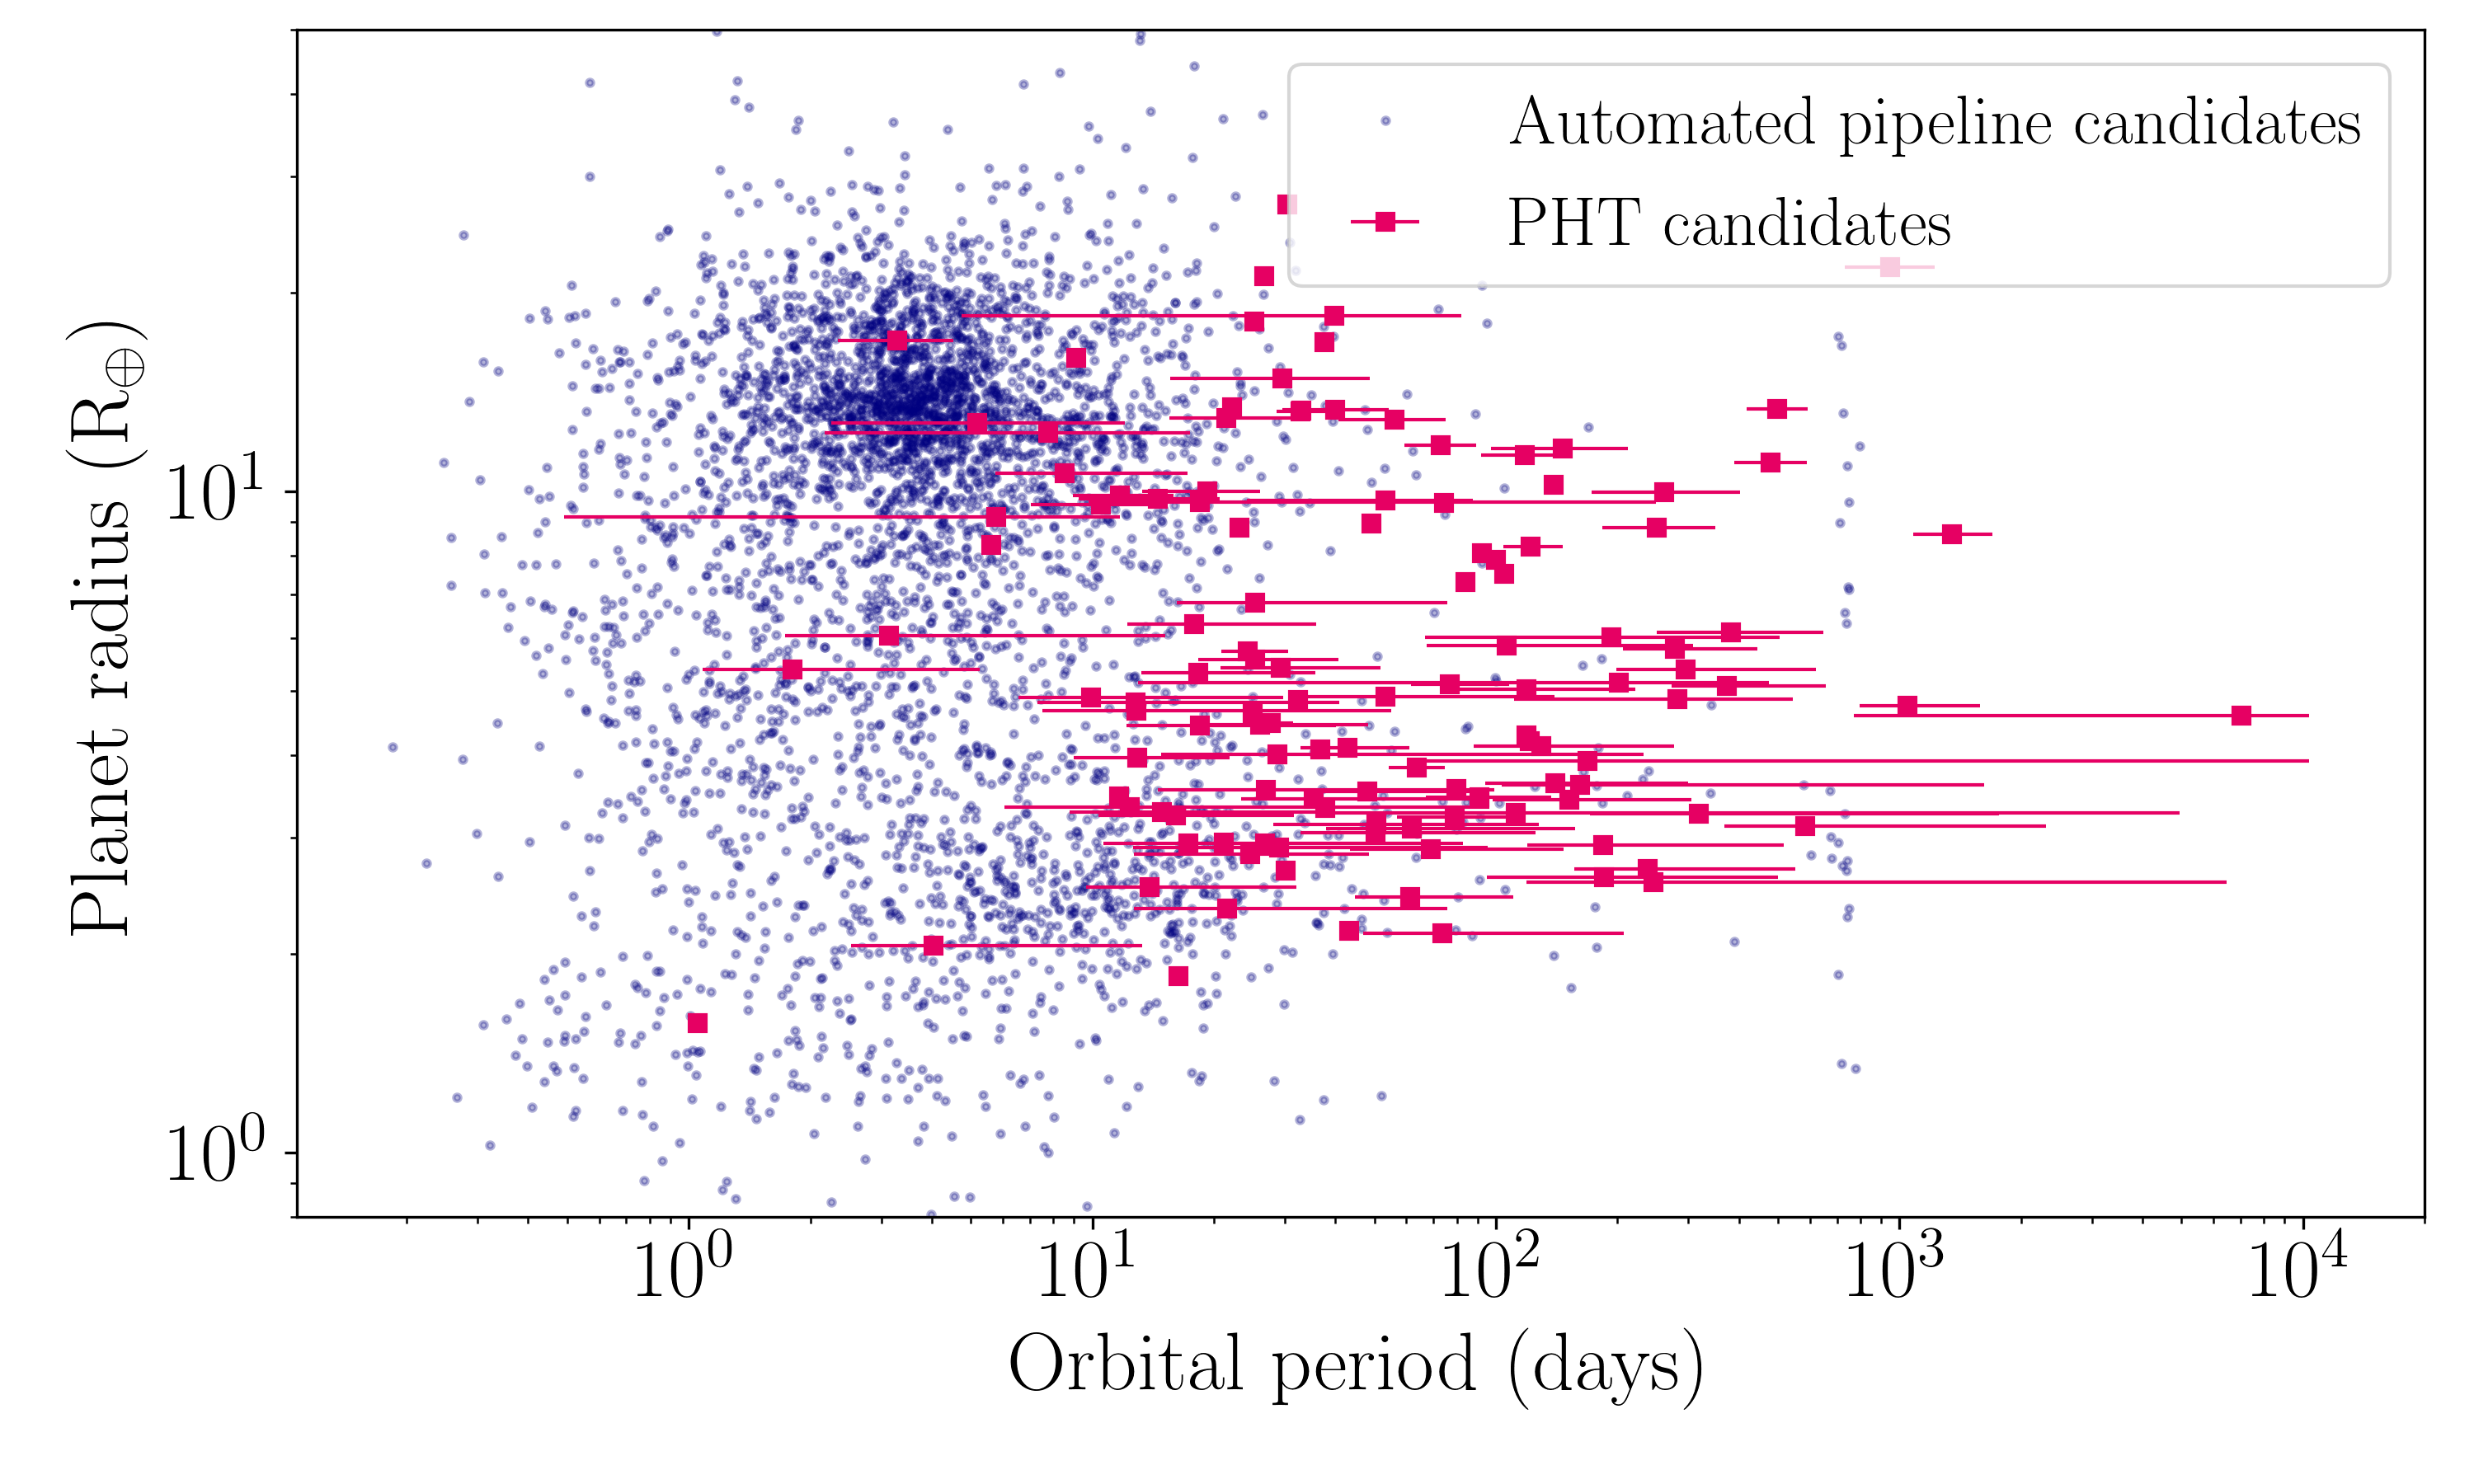 Automated pipeline candidates
PHT candidates
Planet radius (R⊕)
10¹
10⁰
10⁰ 10¹ 10² 10³ 10⁴
Orbital period (days)